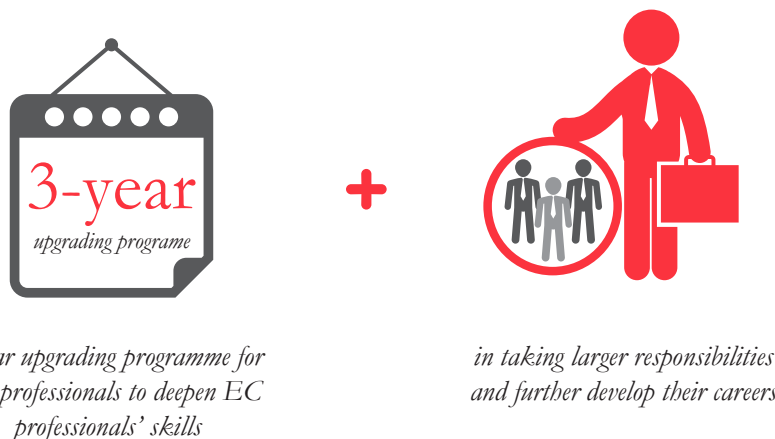 3-year
upgrading programe
ar upgrading programme for
professionals to deepen EC
professionals’ skills
in taking larger responsibilities
and further develop their careers